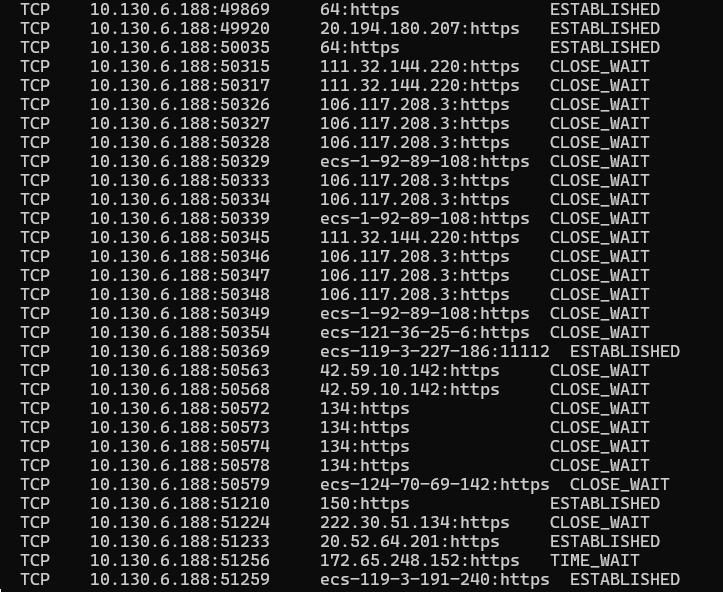 TCP    10.130.6.188:49869     64:https               ESTABLISHED
TCP    10.130.6.188:49920     20.194.180.207:https   ESTABLISHED
TCP    10.130.6.188:50035     64:https               ESTABLISHED
TCP    10.130.6.188:50315     111.32.144.220:https   CLOSE_WAIT
TCP    10.130.6.188:50317     111.32.144.220:https   CLOSE_WAIT
TCP    10.130.6.188:50326     106.117.208.3:https    CLOSE_WAIT
TCP    10.130.6.188:50327     106.117.208.3:https    CLOSE_WAIT
TCP    10.130.6.188:50328     106.117.208.3:https    CLOSE_WAIT
TCP    10.130.6.188:50329     ecs-1-92-89-108:https  CLOSE_WAIT
TCP    10.130.6.188:50333     106.117.208.3:https    CLOSE_WAIT
TCP    10.130.6.188:50334     106.117.208.3:https    CLOSE_WAIT
TCP    10.130.6.188:50339     ecs-1-92-89-108:https  CLOSE_WAIT
TCP    10.130.6.188:50345     111.32.144.220:https   CLOSE_WAIT
TCP    10.130.6.188:50346     106.117.208.3:https    CLOSE_WAIT
TCP    10.130.6.188:50347     106.117.208.3:https    CLOSE_WAIT
TCP    10.130.6.188:50348     106.117.208.3:https    CLOSE_WAIT
TCP    10.130.6.188:50349     ecs-1-92-89-108:https  CLOSE_WAIT
TCP    10.130.6.188:50354     ecs-121-36-25-6:https  CLOSE_WAIT
TCP    10.130.6.188:50369     ecs-119-3-227-186:11112  ESTABLISHED
TCP    10.130.6.188:50563     42.59.10.142:https     CLOSE_WAIT
TCP    10.130.6.188:50568     42.59.10.142:https     CLOSE_WAIT
TCP    10.130.6.188:50572     134:https              CLOSE_WAIT
TCP    10.130.6.188:50573     134:https              CLOSE_WAIT
TCP    10.130.6.188:50574     134:https              CLOSE_WAIT
TCP    10.130.6.188:50578     134:https              CLOSE_WAIT
TCP    10.130.6.188:50579     ecs-124-70-69-142:https  CLOSE_WAIT
TCP    10.130.6.188:51210     150:https              ESTABLISHED
TCP    10.130.6.188:51224     222.30.51.134:https    CLOSE_WAIT
TCP    10.130.6.188:51233     20.52.64.201:https     ESTABLISHED
TCP    10.130.6.188:51256     172.65.248.152:https   TIME_WAIT
TCP    10.130.6.188:51259     ecs-119-3-191-240:https  ESTABLISHED